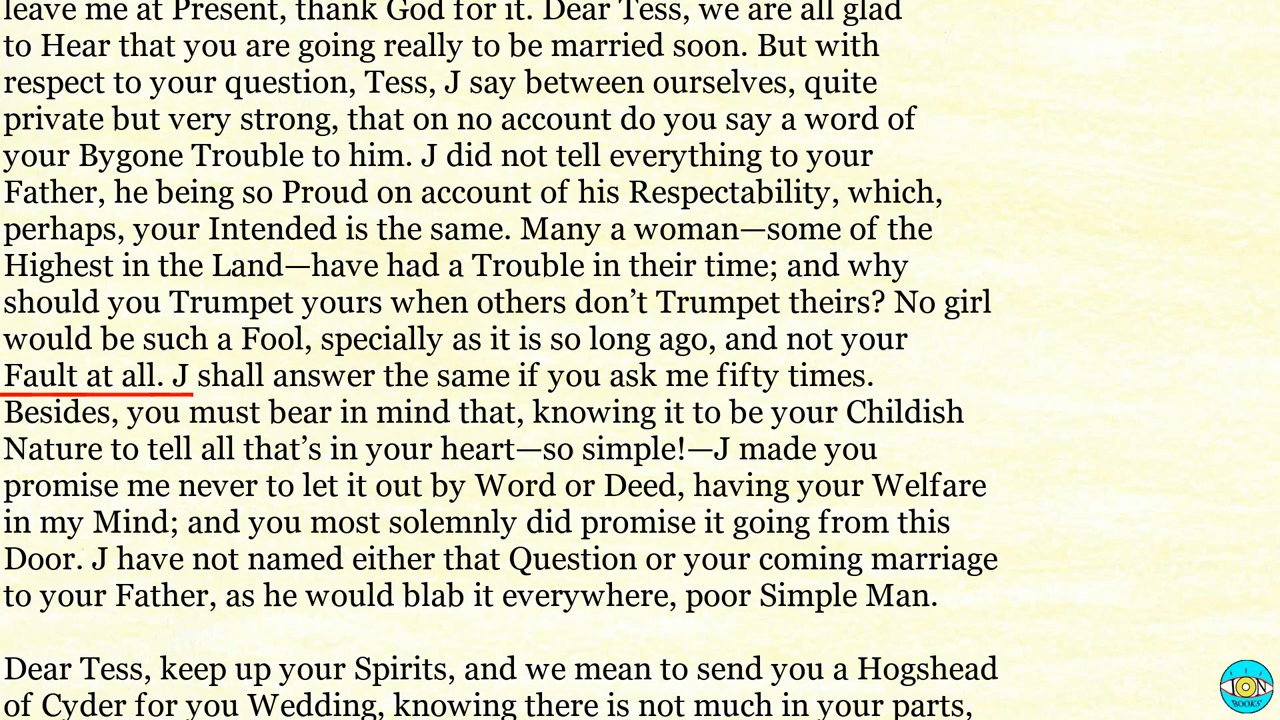 leave me at Present, thank God for it. Dear Tess, we are all glad
to Hear that you are going really to be married soon. But with
respect to your question, Tess, J say between ourselves, quite
private but very strong, that on no account do you say a word of
your Bygone Trouble to him. J did not tell everything to your
Father, he being so Proud on account of his Respectability, which,
perhaps, your Intended is the same. Many a woman—some of the
Highest in the Land—have had a Trouble in their time; and why
should you Trumpet yours when others don’t Trumpet theirs? No girl
would be such a Fool, specially as it is so long ago, and not your
Fault at all. J shall answer the same if you ask me fifty times.
Besides, you must bear in mind that, knowing it to be your Childish
Nature to tell all that’s in your heart—so simple!—J made you
promise me never to let it out by Word or Deed, having your Welfare
in my Mind; and you most solemnly did promise it going from this
Door. J have not named either that Question or your coming marriage
to your Father, as he would blab it everywhere, poor Simple Man.
Dear Tess, keep up your Spirits, and we mean to send you a Hogshead
of Cyder for you Wedding, knowing there is not much in your parts,
ION
BOOKS